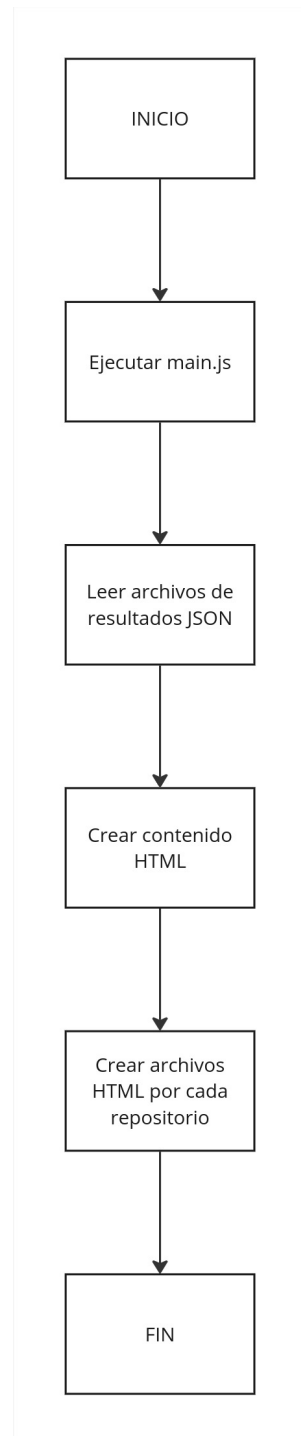 INICIO
Ejecutar main.js
Leer archivos de
resultados JSON
Crear contenido
HTML
Crear archivos
HTML por cada
repositorio
FIN